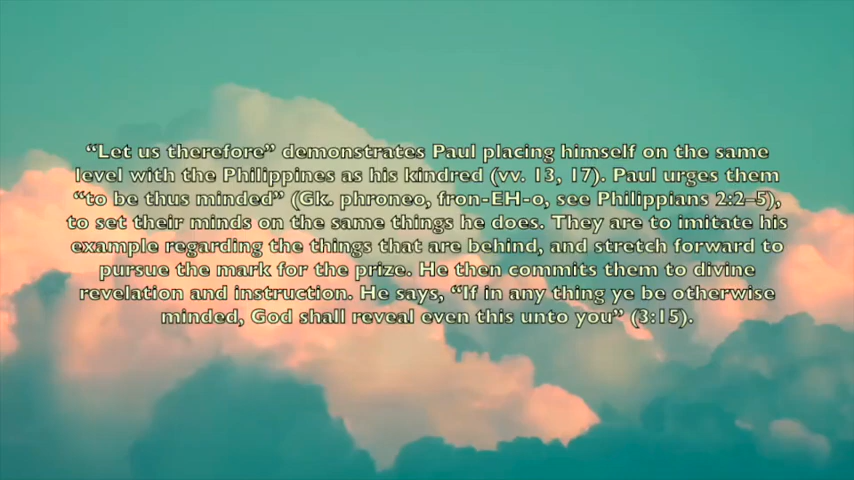 “Let us therefore” demonstrates Paul placing himself on the same
level with the Philippines as his kindred (vv. 13, 17). Paul urges them
“to be thus minded” (Gk. phroneo, fron-EH-o, see Philippians 2:2–5),
to set their minds on the same things he does. They are to imitate his
example regarding the things that are behind, and stretch forward to
pursue the mark for the prize. He then commits them to divine
revelation and instruction. He says, “If in any thing ye be otherwise
minded, God shall reveal even this unto you” (3:15).